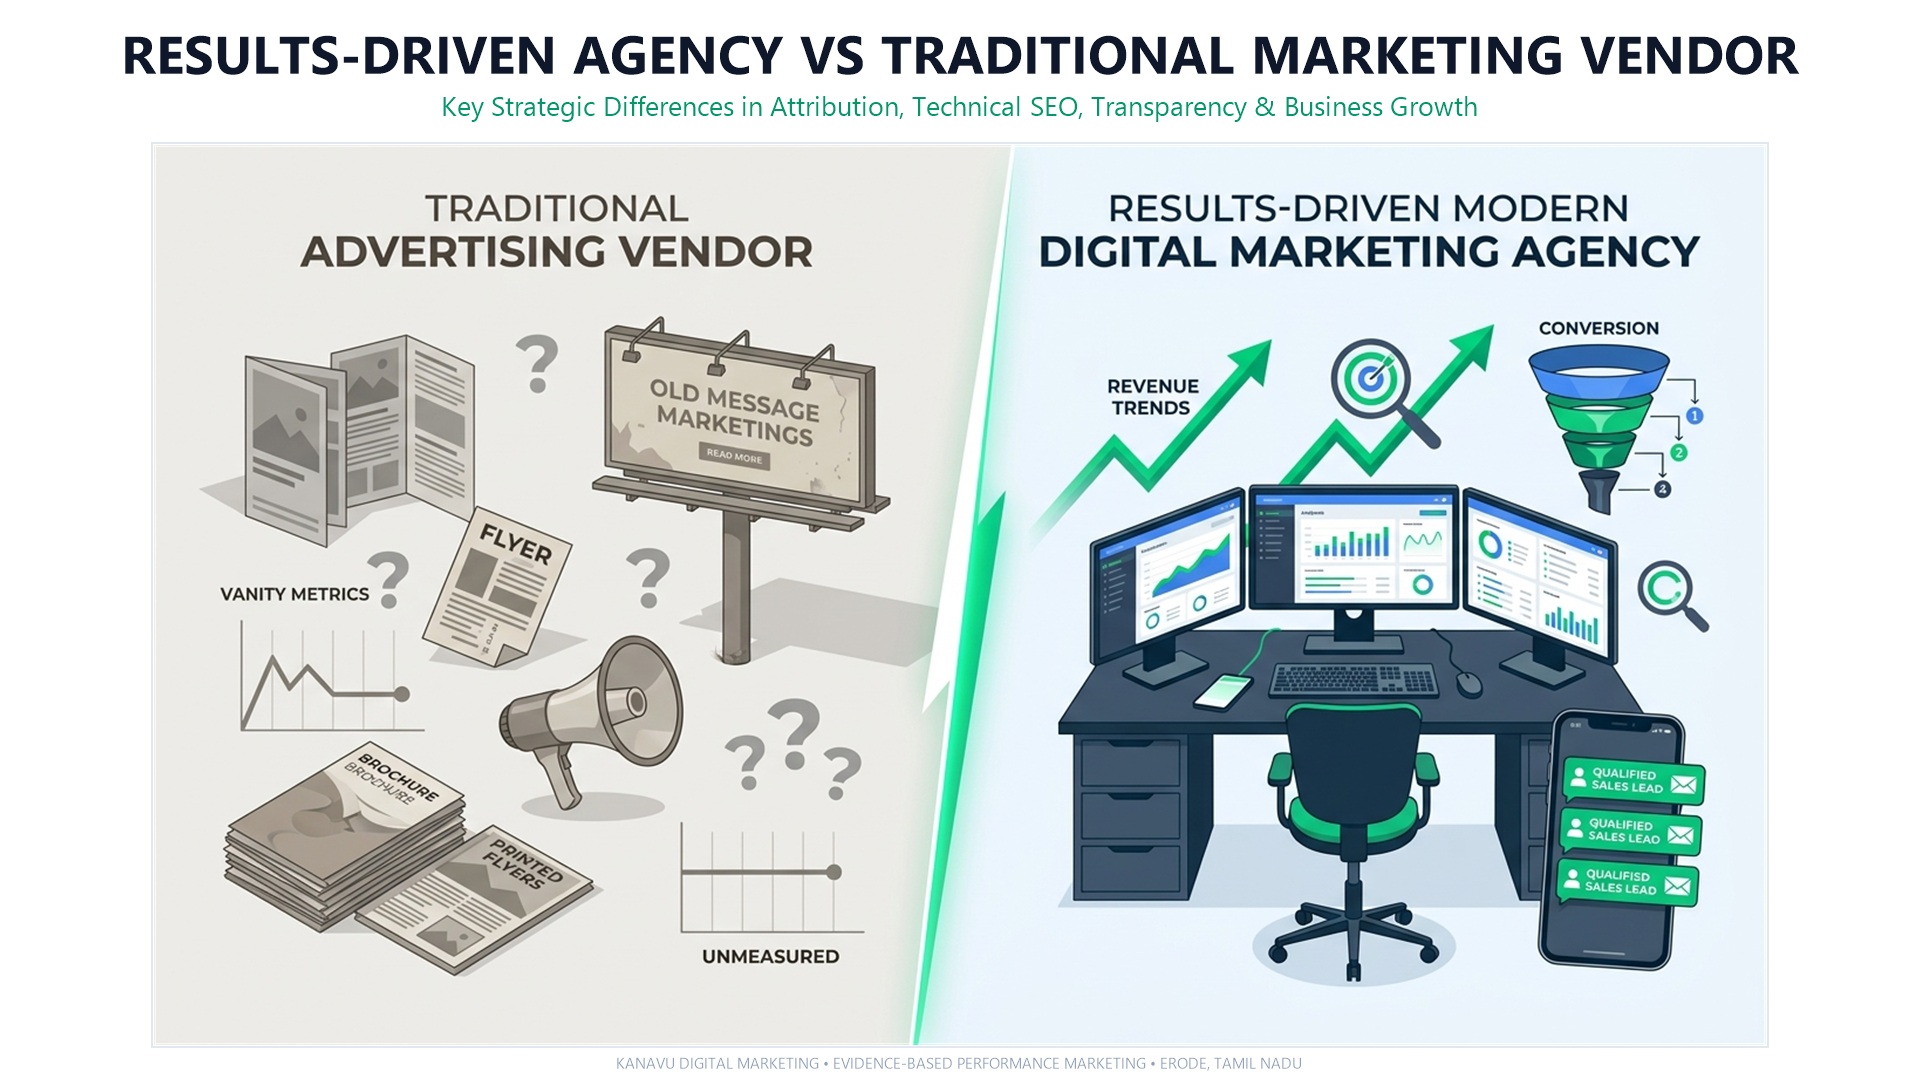 RESULTS-DRIVEN AGENCY VS TRADITIONAL MARKETING VENDOR
Key Strategic Differences in Attribution, Technical SEO, Transparency & Business Growth
TRADITIONAL
ADVERTISING VENDOR
OLD MESSAGE
MARKETINGS
READ MORE
FLYER
VANITY METRICS
BROCHURE
PRINTED
FLYERS
UNMEASURED
RESULTS-DRIVEN MODERN
DIGITAL MARKETING AGENCY
REVENUE
TRENDS
CONVERSION
1
2
QUALIFIED
SALES LEAD
QUALIFIED
SALES LEAO
QUALIFISD
SALES LEAD
KANAVU DIGITAL MARKETING • EVIDENCE-BASED PERFORMANCE MARKETING • ERODE, TAMIL NADU